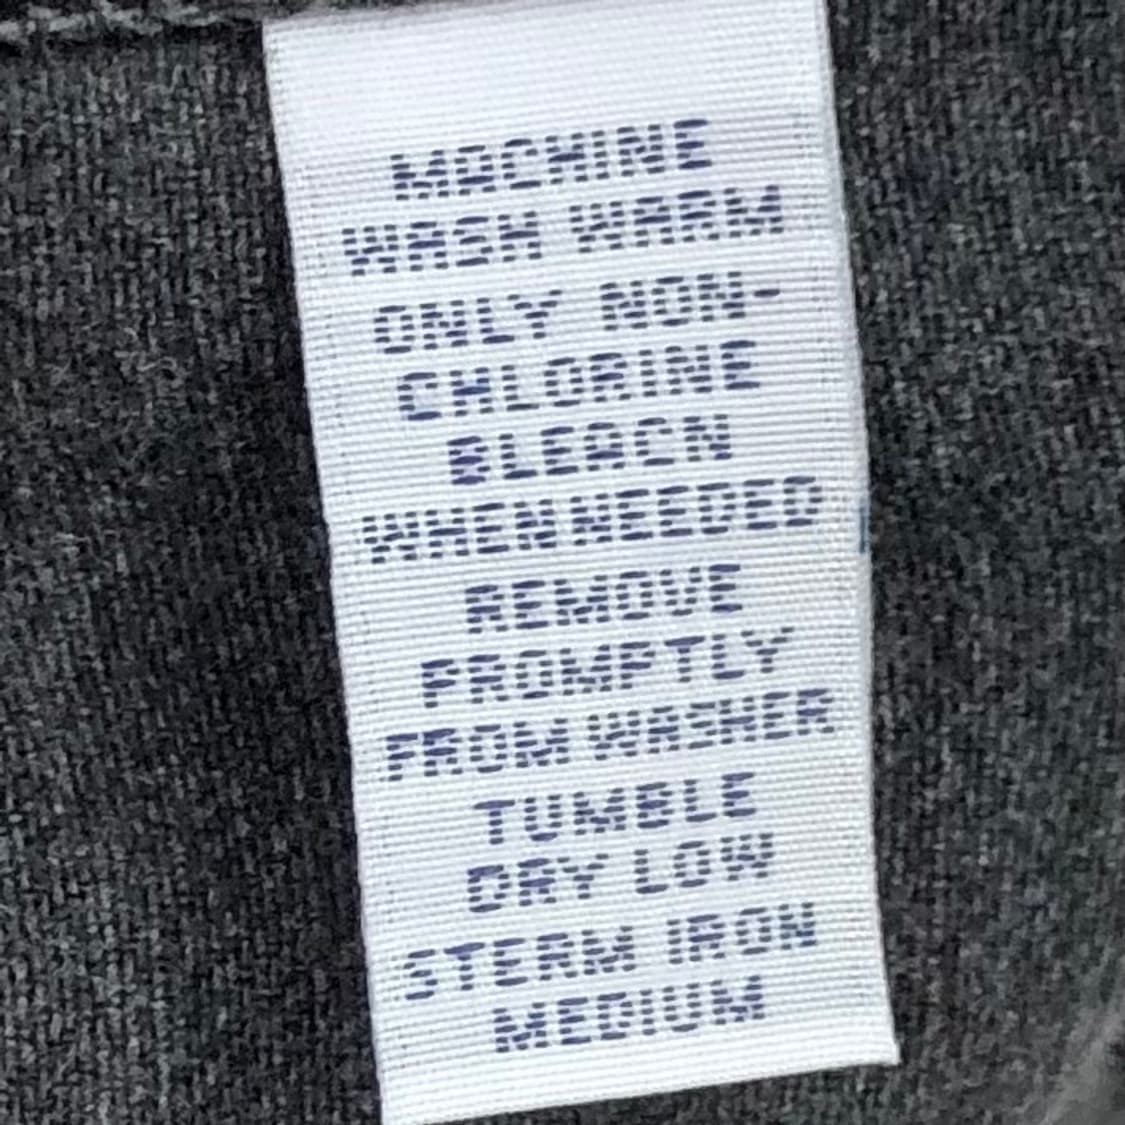 MACHINE
WASH WARM
ONLY NON-
CHLORINE
BLEACN
WHEN NEEDED
REMOVE
PROMPTLY
FROM WASHER
TUMBLE
DRY LOW
STERM IRON
MEDIUM